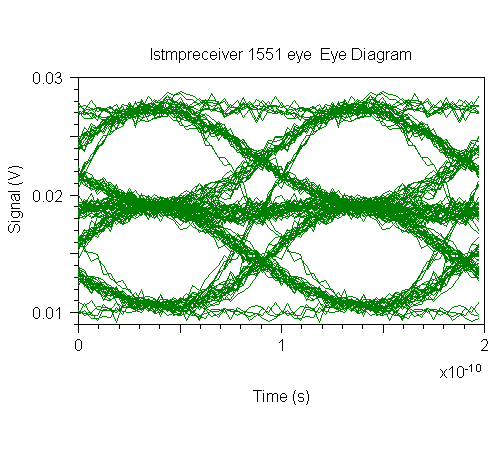 lstmpreceiver 1551 eye  Eye Diagram
0.03
0.02
0.01
Signal (V)
0
1
2
x10-10
Time (s)